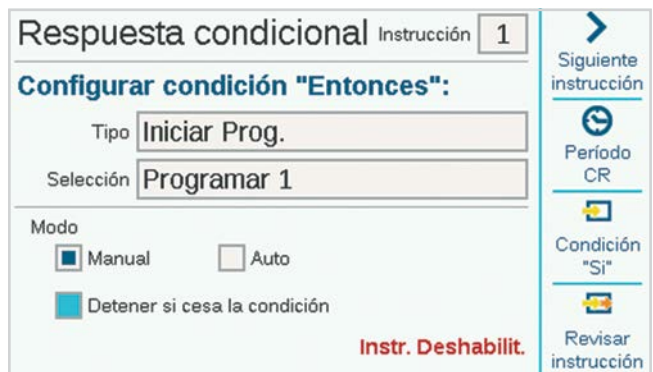 Respuesta condicional Instrucción 1
Configurar condición "Entonces":
Tipo Iniciar Prog.
Selección Programar 1
Modo
Manual Auto
Detener si cesa la condición
Instr. Deshabilit.
Siguiente
instrucción
Período
CR
Condición
"Si"
Revisar
instrucción